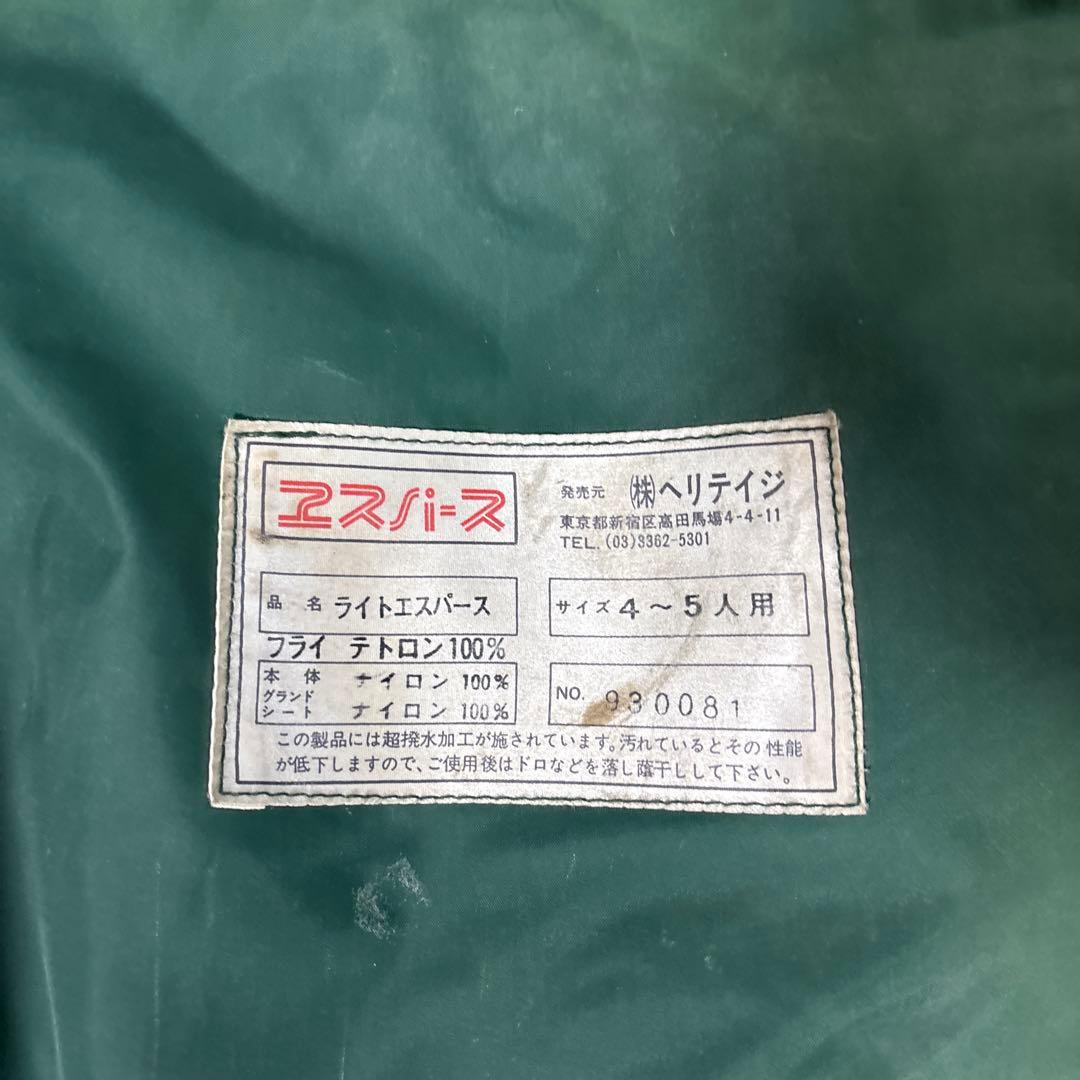 エスパース
発売元 ㈱ヘリテイジ
東京都新宿区高田馬場4-4-11
TEL.(03)3362-5301
品名 ライトエスパース
サイズ 4～5人用
フライ テトロン100%
本体 ナイロン 100%
グランドシート ナイロン 100%
NO. 930081
この製品には超撥水加工が施されています。汚れているとその性能
が低下しますので、ご使用後はドロなどを落し蔭干しして下さい。